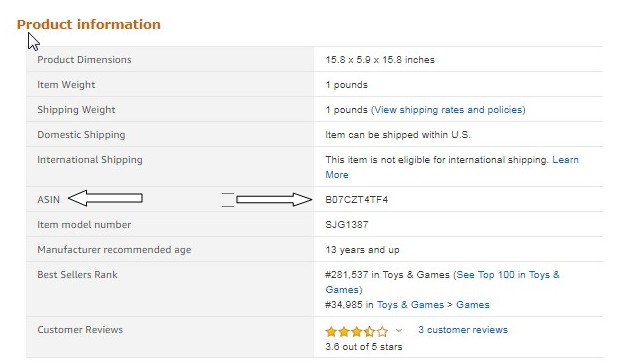 Product information
Product Dimensions 15.8 x 5.9 x 15.8 inches
Item Weight 1 pounds
Shipping Weight 1 pounds (View shipping rates and policies)
Domestic Shipping Item can be shipped within U.S.
International Shipping This item is not eligible for international shipping. Learn
More
ASIN B07CZT4TF4
Item model number SJG1387
Manufacturer recommended age 13 years and up
Best Sellers Rank #281,537 in Toys & Games (See Top 100 in Toys &
Games)
#34,985 in Toys & Games > Games
Customer Reviews 3 customer reviews
3.6 out of 5 stars